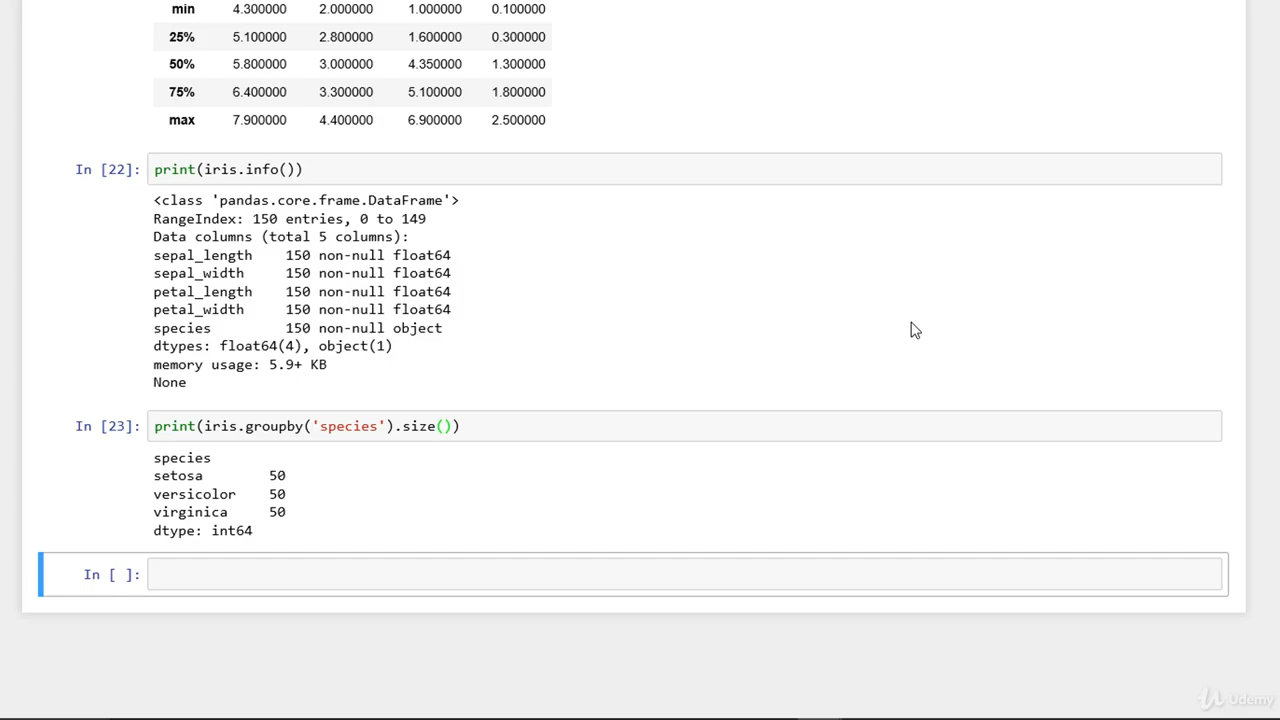 min 4.300000 2.000000 1.000000 0.100000
25% 5.100000 2.800000 1.600000 0.300000
50% 5.800000 3.000000 4.350000 1.300000
75% 6.400000 3.300000 5.100000 1.800000
max 7.900000 4.400000 6.900000 2.500000
In [22]: print(iris.info())
<class 'pandas.core.frame.DataFrame'>
RangeIndex: 150 entries, 0 to 149
Data columns (total 5 columns):
sepal_length    150 non-null float64
sepal_width     150 non-null float64
petal_length    150 non-null float64
petal_width     150 non-null float64
species         150 non-null object
dtypes: float64(4), object(1)
memory usage: 5.9+ KB
None
In [23]: print(iris.groupby('species').size())
species
setosa        50
versicolor    50
virginica     50
dtype: int64
In [ ]:
Udemy